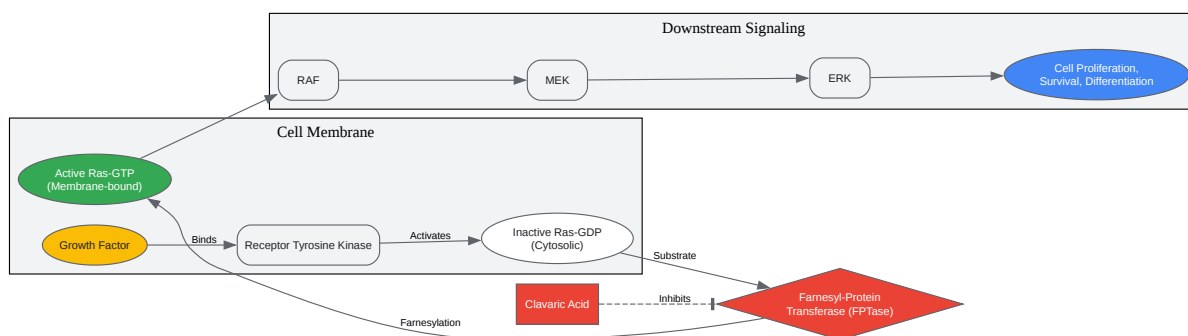 Downstream Signaling
RAF
MEK
ERK
Cell Proliferation,
Survival, Differentiation
Cell Membrane
Active Ras-GTP
(Membrane-bound)
Growth Factor
Binds
Receptor Tyrosine Kinase
Activates
Inactive Ras-GDP
(Cytosolic)
Substrate
Clavaric Acid
Inhibits
Farnesyl-Protein
Transferase (FPTase)
Farnesylation